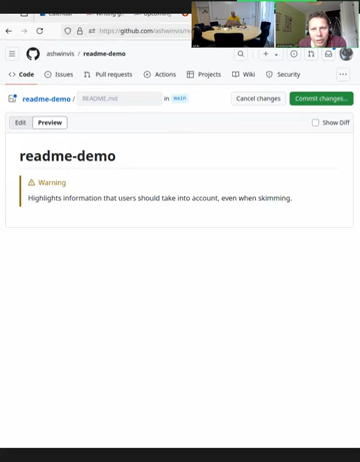 https://github.com/ashwinvis/re
ashwinvis / readme-demo
Code Issues Pull requests Actions Projects Wiki Security
readme-demo / README.md in main Cancel changes Commit changes...
Edit Preview Show Diff
readme-demo
Warning
Highlights information that users should take into account, even when skimming.